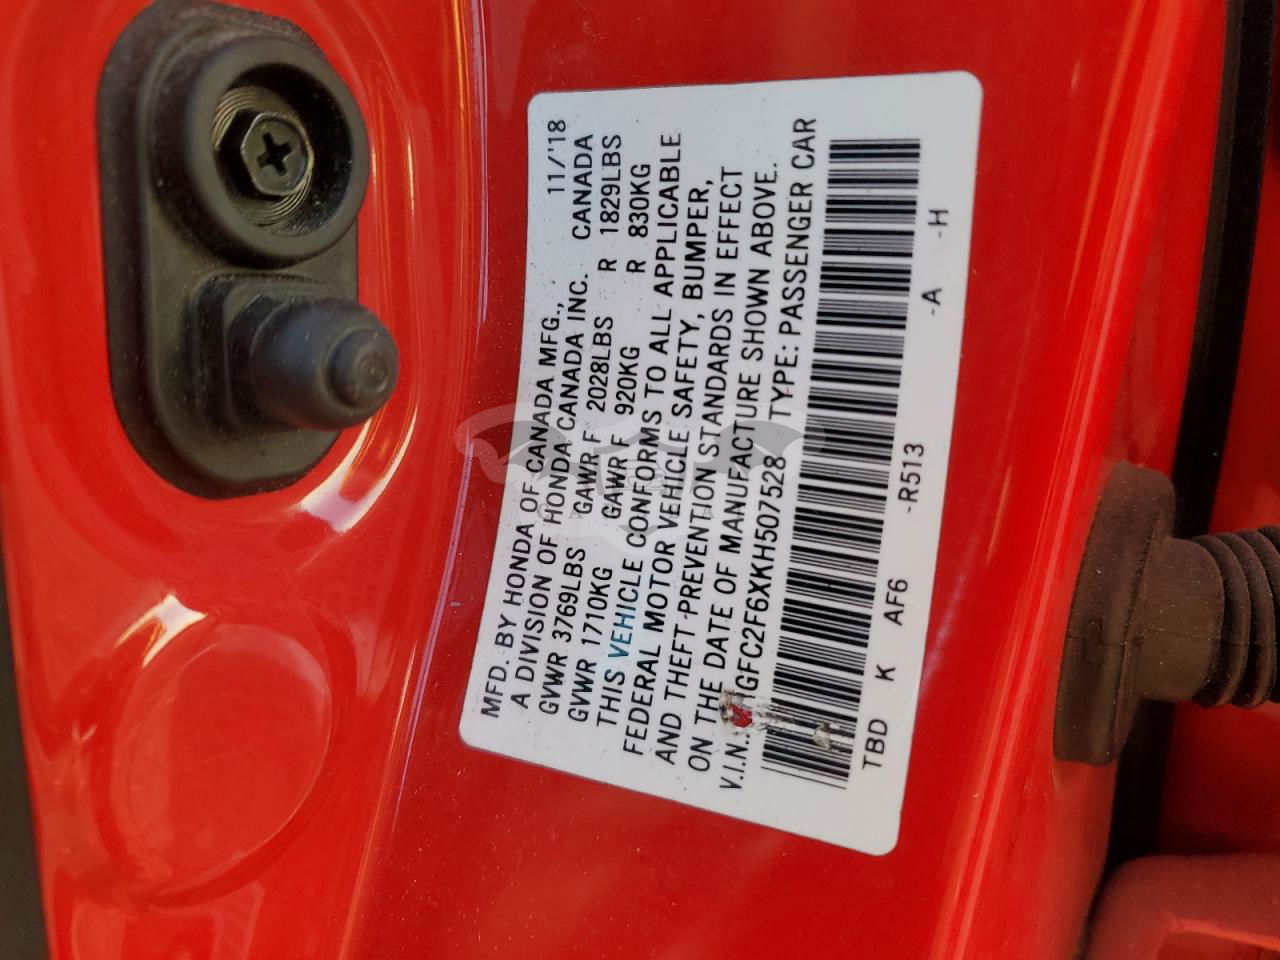 MFD. BY HONDA OF CANADA MFG., 11/'18
A DIVISION OF HONDA CANADA INC. CANADA
GVWR 3769LBS GAWR F 2028LBS R 1829LBS
GVWR 1710KG GAWR F 920KG R 830KG
THIS VEHICLE CONFORMS TO ALL APPLICABLE
FEDERAL MOTOR VEHICLE SAFETY, BUMPER,
AND THEFT-PREVENTION STANDARDS IN EFFECT
ON THE DATE OF MANUFACTURE SHOWN ABOVE.
V.I.N. GFC2F6XKH507528 TYPE: PASSENGER CAR
TBD K AF6 -R513 -A -H